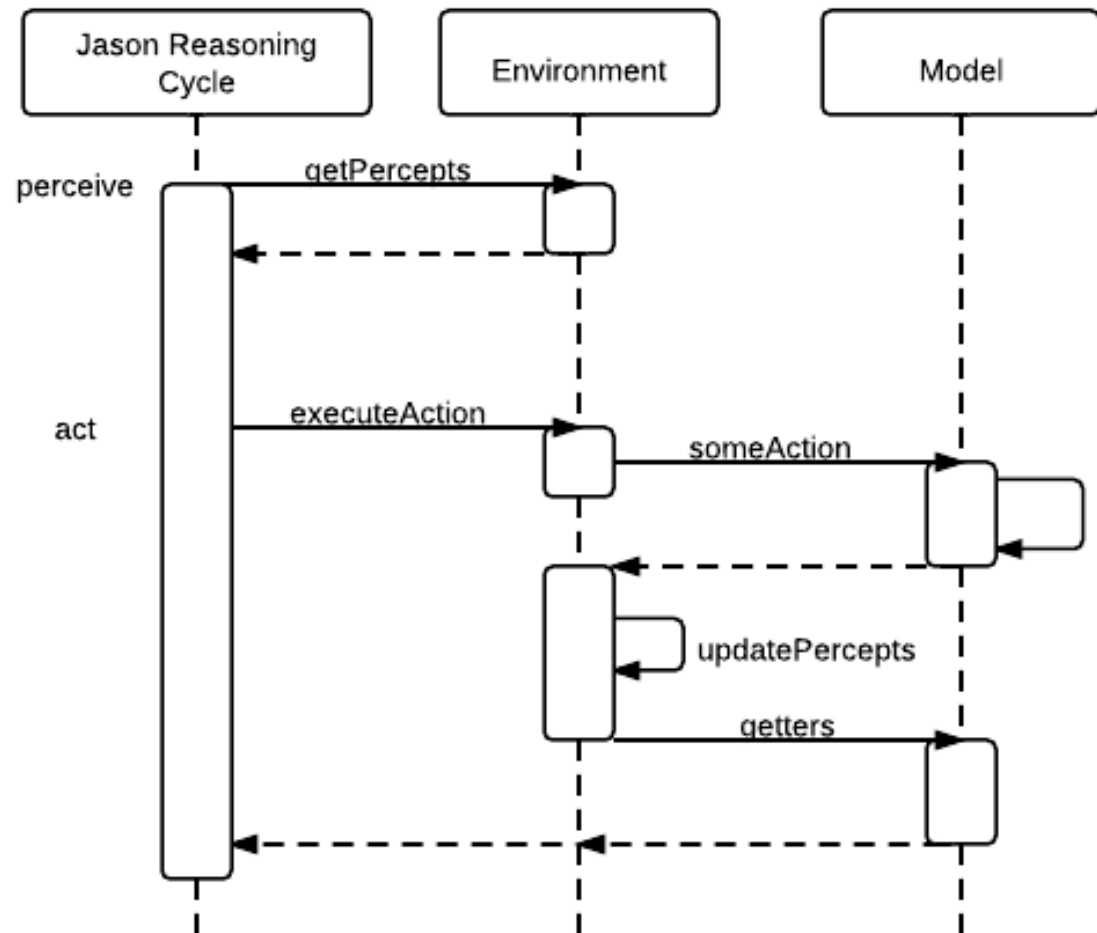 Jason Reasoning
Cycle
Environment
Model
perceive
getPercepts
act
executeAction
someAction
updatePercepts
getters